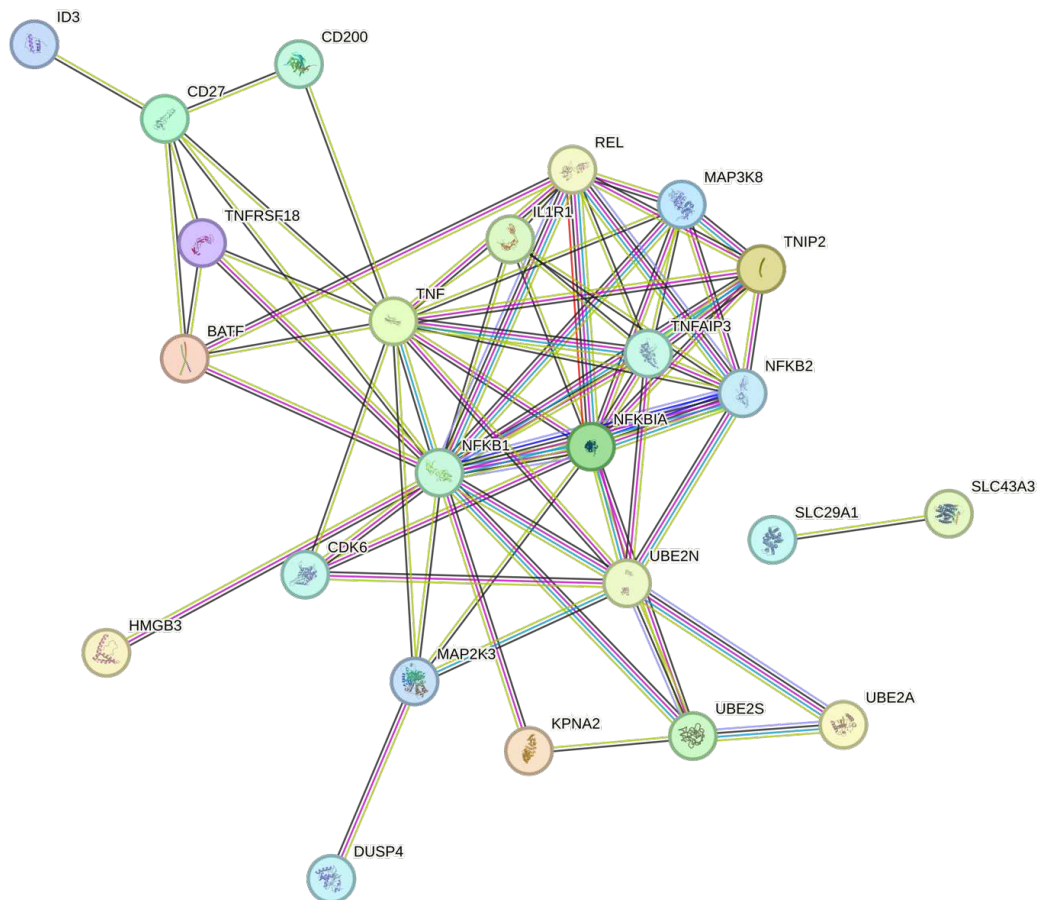 ID3
CD200
CD27
REL
MAP3K8
IL1R1
TNFRSF18
TNIP2
TNF
TNFAIP3
BATF
NFKB2
NFKBIA
NFKB1
SLC43A3
SLC29A1
CDK6
UBE2N
HMGB3
MAP2K3
UBE2A
UBE2S
KPNA2
DUSP4